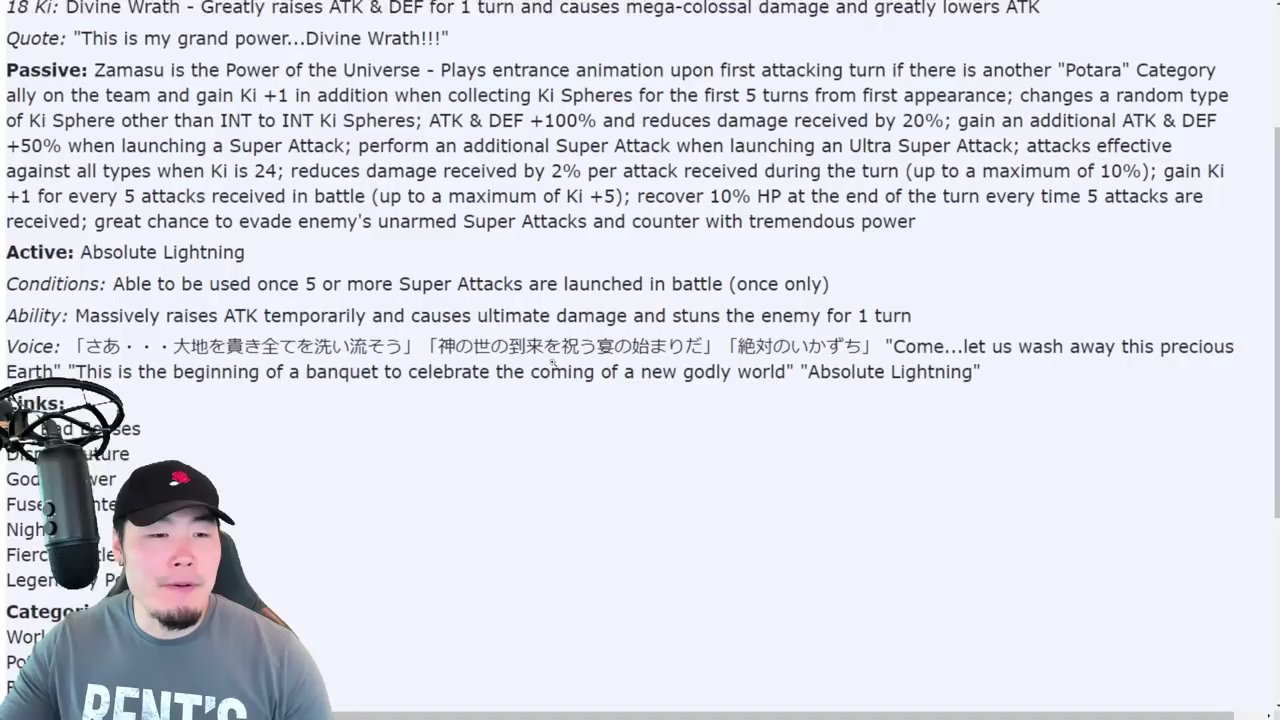 18 Ki: Divine Wrath - Greatly raises ATK & DEF for 1 turn and causes mega-colossal damage and greatly lowers ATK
Quote: "This is my grand power...Divine Wrath!!!"
Passive: Zamasu is the Power of the Universe - Plays entrance animation upon first attacking turn if there is another "Potara" Category
ally on the team and gain Ki +1 in addition when collecting Ki Spheres for the first 5 turns from first appearance; changes a random type
of Ki Sphere other than INT to INT Ki Spheres; ATK & DEF +100% and reduces damage received by 20%; gain an additional ATK & DEF
+50% when launching a Super Attack; perform an additional Super Attack when launching an Ultra Super Attack; attacks effective
against all types when Ki is 24; reduces damage received by 2% per attack received during the turn (up to a maximum of 10%); gain Ki
+1 for every 5 attacks received in battle (up to a maximum of Ki +5); recover 10% HP at the end of the turn every time 5 attacks are
received; great chance to evade enemy's unarmed Super Attacks and counter with tremendous power
Active: Absolute Lightning
Conditions: Able to be used once 5 or more Super Attacks are launched in battle (once only)
Ability: Massively raises ATK temporarily and causes ultimate damage and stuns the enemy for 1 turn
Voice: 「さあ・・・大地を貴き全てを洗い流そう」「神の世の到来を祝う宴の始まりだ」「絶対のいかずち」 "Come...let us wash away this precious
Earth" "This is the beginning of a banquet to celebrate the coming of a new godly world" "Absolute Lightning"
Links: